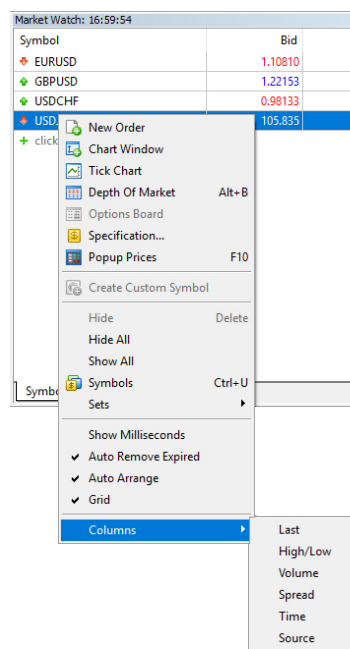 Market Watch: 16:59:54
Symbol Bid
EURUSD 1.10810
GBPUSD 1.22153
USDCHF 0.98133
USD 105.835
click
New Order
Chart Window
Tick Chart
Depth Of Market Alt+B
Options Board
Specification...
Popup Prices F10
Create Custom Symbol
Hide Delete
Hide All
Show All
Symbols Ctrl+U
Sets
Symbo
Show Milliseconds
Auto Remove Expired
Auto Arrange
Grid
Columns
Last
High/Low
Volume
Spread
Time
Source